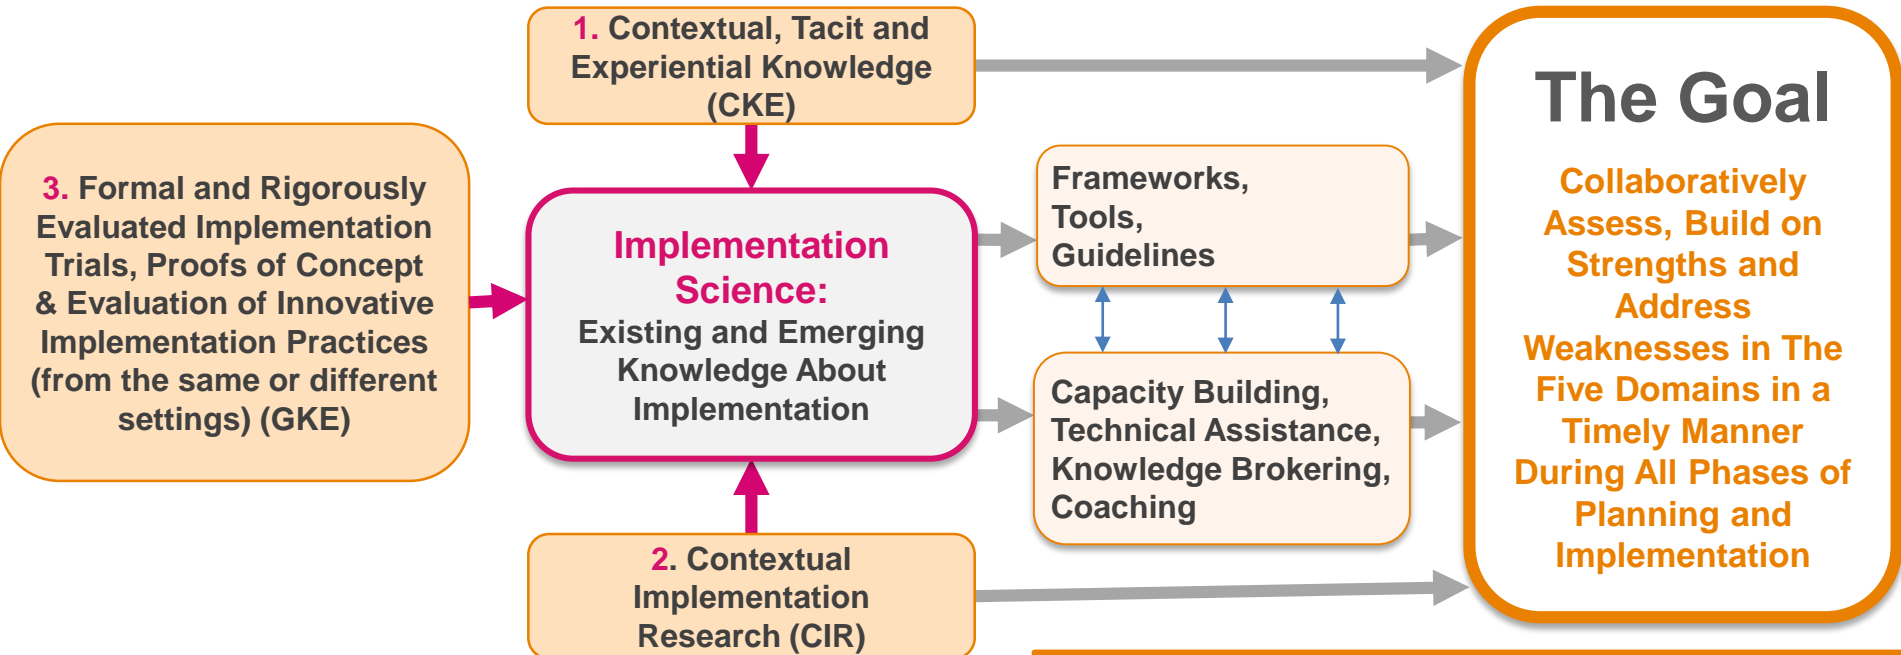 1. Contextual, Tacit and
Experiential Knowledge
(CKE)
3. Formal and Rigorously
Evaluated Implementation
Trials, Proofs of Concept
& Evaluation of Innovative
Implementation Practices
(from the same or different
settings) (GKE)
Implementation
Science:
Existing and Emerging
Knowledge About
Implementation
2. Contextual
Implementation
Research (CIR)
Frameworks,
Tools,
Guidelines
Capacity Building,
Technical Assistance,
Knowledge Brokering,
Coaching
The Goal
Collaboratively
Assess, Build on
Strengths and
Address
Weaknesses in The
Five Domains in a
Timely Manner
During All Phases of
Planning and
Implementation